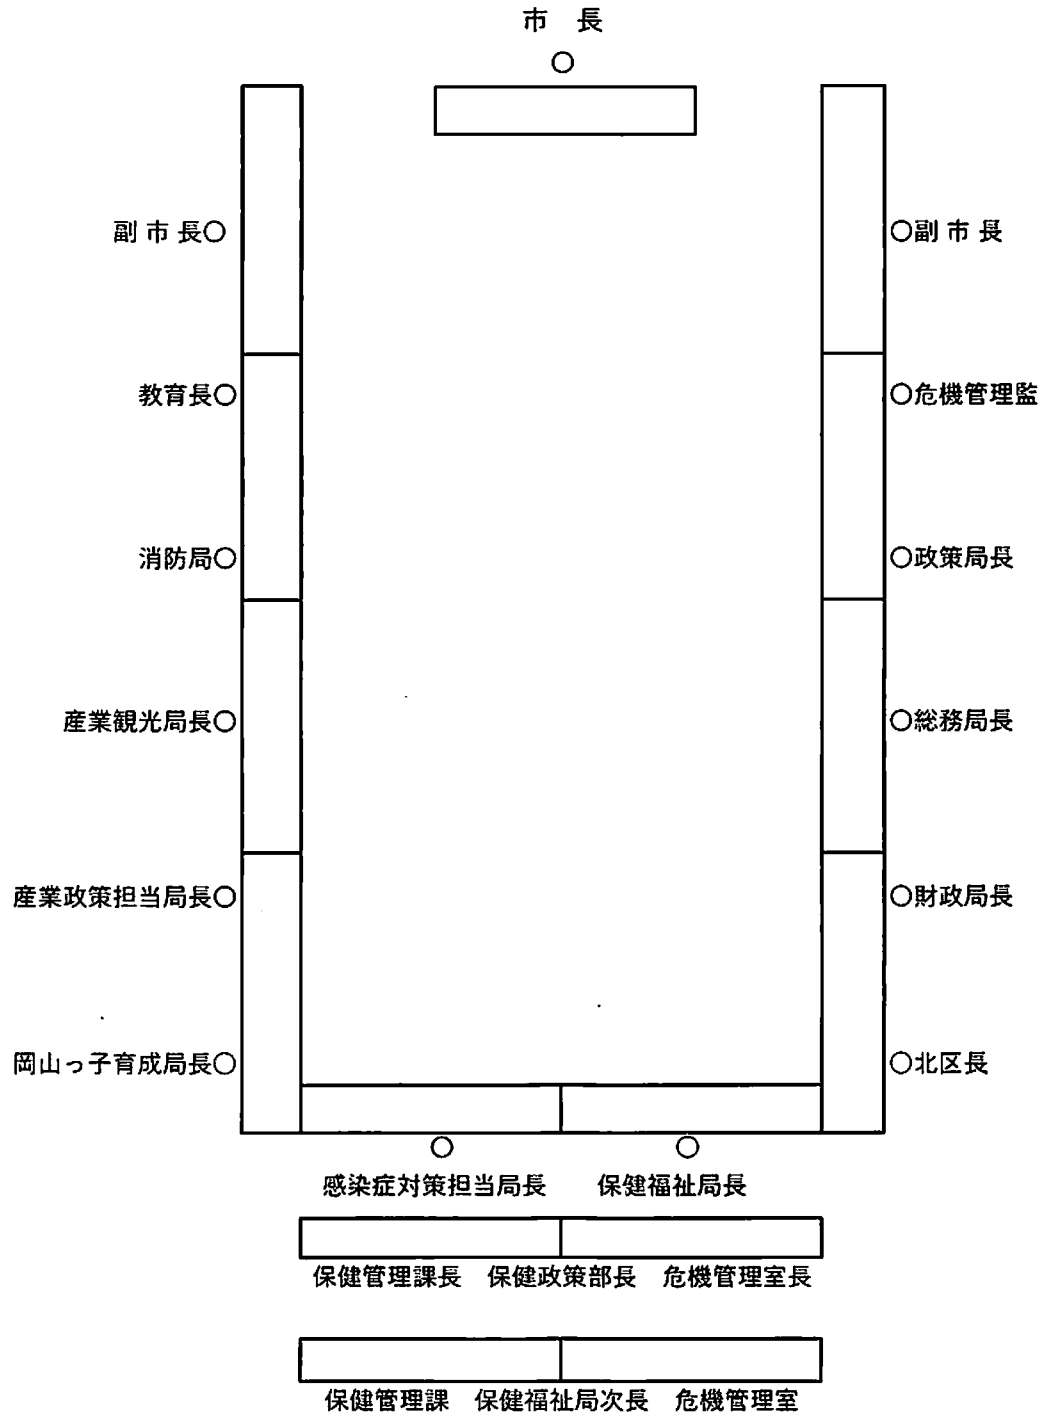 市 長
○
副 市 長○ ○副 市 長
教育長○ ○危機管理監
消防局○ ○政策局長
産業観光局長○ ○総務局長
産業政策担当局長○ ○財政局長
岡山っ子育成局長○ ○北区長
○ ○
感染症対策担当局長 保健福祉局長
保健管理課長 保健政策部長 危機管理室長
保健管理課 保健福祉局次長 危機管理室